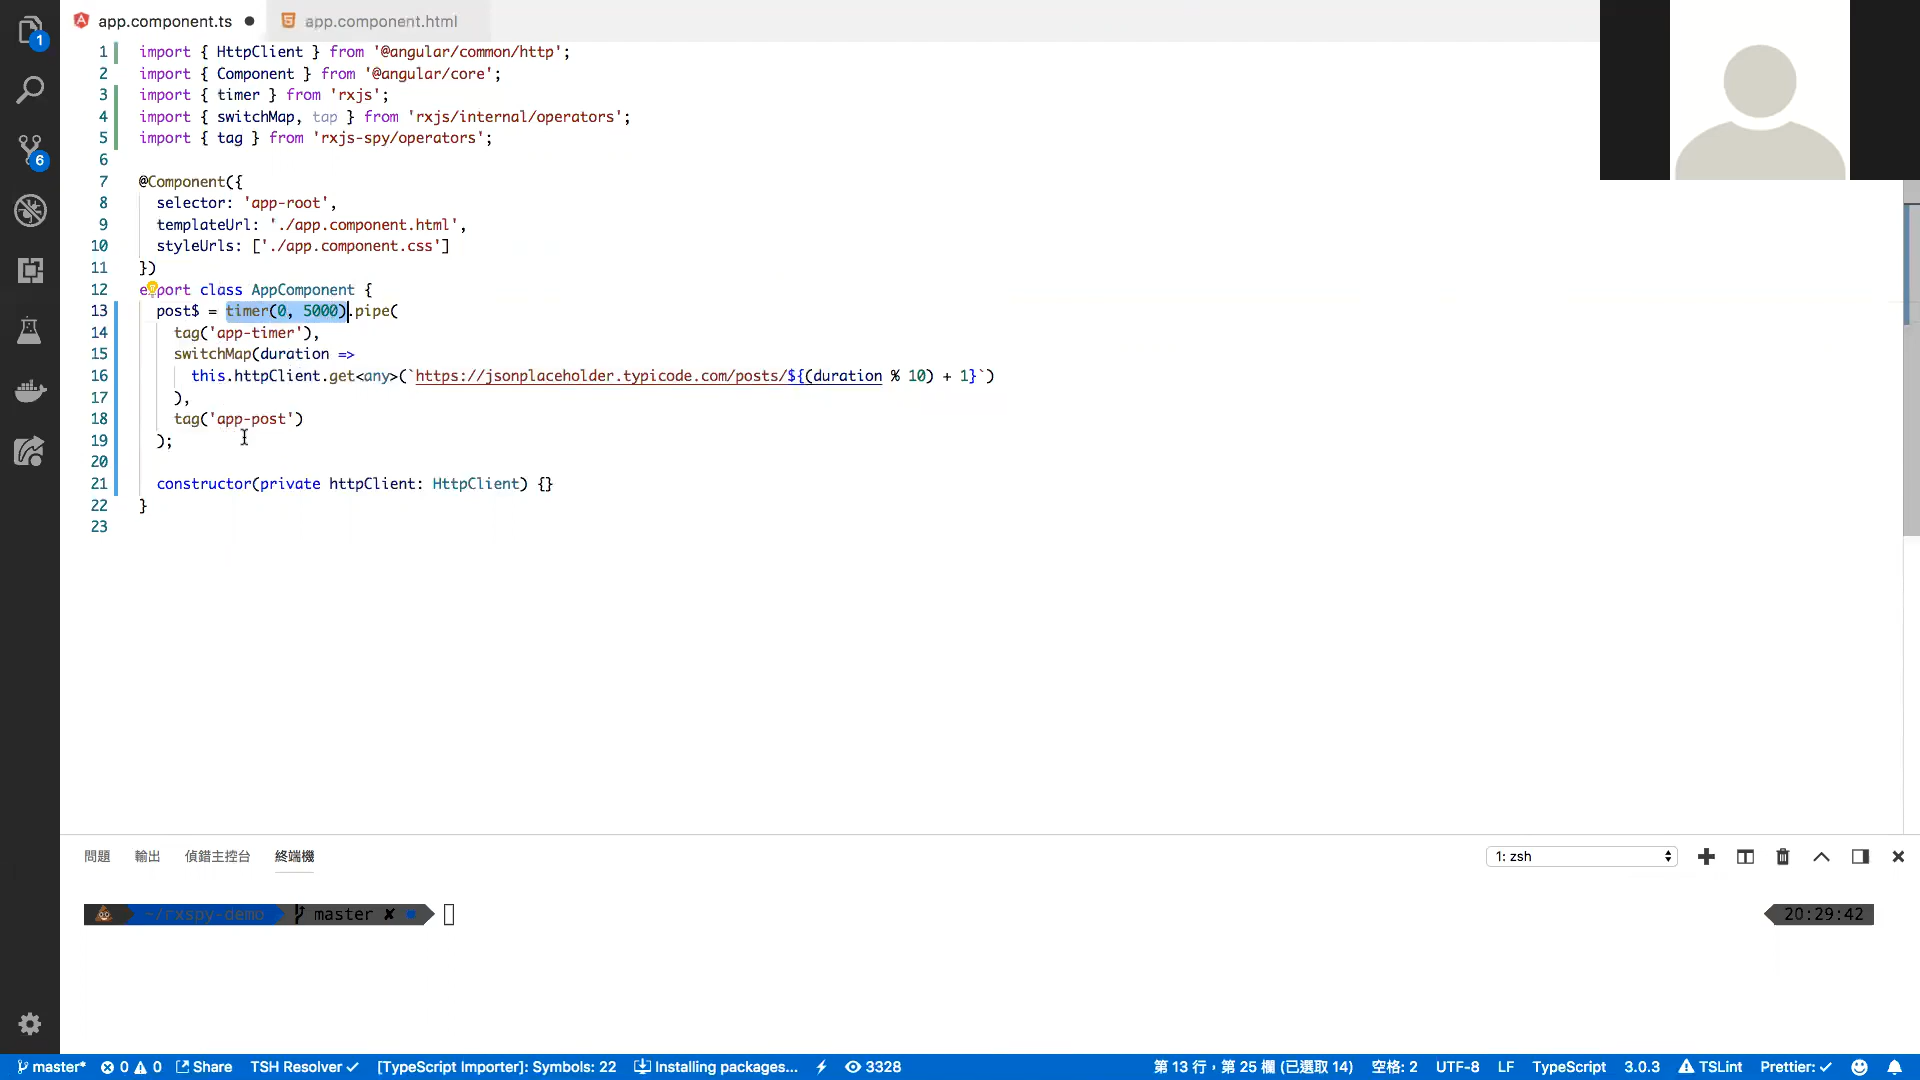 app.component.ts ● app.component.html
1 import { HttpClient } from '@angular/common/http';
2 import { Component } from '@angular/core';
3 import { timer } from 'rxjs';
4 import { switchMap, tap } from 'rxjs/internal/operators';
5 import { tag } from 'rxjs-spy/operators';
6
7 @Component({
8 selector: 'app-root',
9 templateUrl: './app.component.html',
10 styleUrls: ['./app.component.css']
11 })
12 export class AppComponent {
13 post$ = timer(0, 5000).pipe(
14 tag('app-timer'),
15 switchMap(duration =>
16 this.httpClient.get<any>(`https://jsonplaceholder.typicode.com/posts/${(duration % 10) + 1}`)
17 ),
18 tag('app-post')
19 );
20
21 constructor(private httpClient: HttpClient) {}
22 }
23
1
6
問題 輸出 偵錯主控台 終端機 1: zsh
~/rxspy-demo master ✘ 20:29:42
master* 0 0 Share TSH Resolver ✓ [TypeScript Importer]: Symbols: 22 Installing packages... 3328 第 13 行，第 25 欄 (已選取 14) 空格: 2 UTF-8 LF TypeScript 3.0.3 TSLint Prettier: ✓